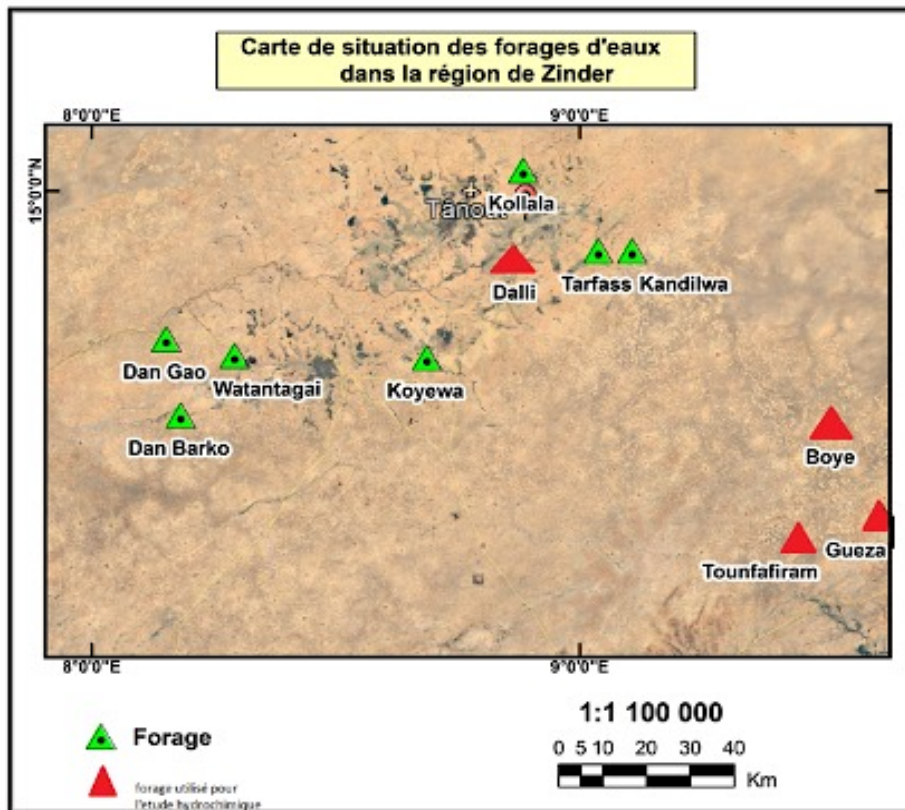 Carte de situation des forages d'eaux
dans la région de Zinder
8°0'0"E 9°0'0"E
15°0'0"N
Kollala
Dalli
Tarfass Kandilwa
Dan Gao
Watantagai
Koyewa
Dan Barko
Boye
Gueza
Tounfafiram
8°0'0"E 9°0'0"E
1:1 100 000
Forage
0 5 10 20 30 40
Km
forage utilisé pour
l'etude hydrochimique